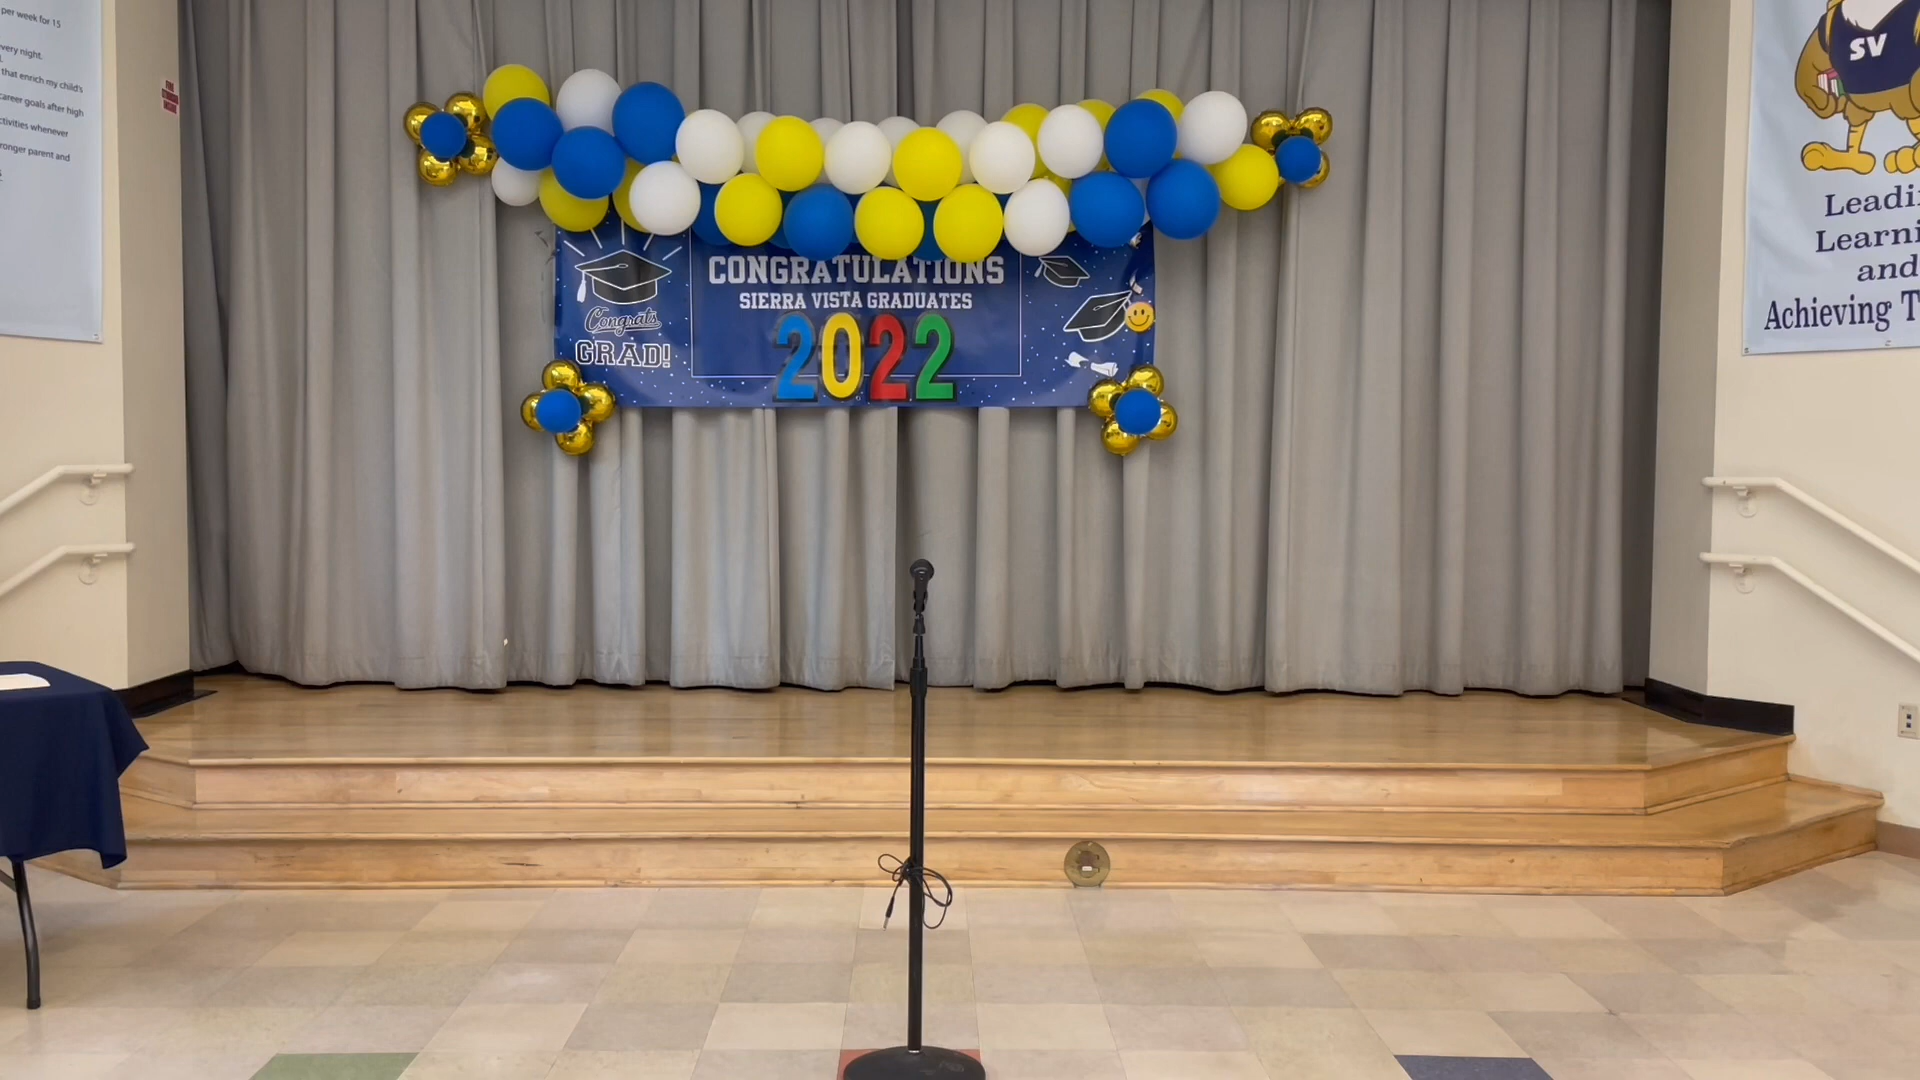 per week for 15
very night.
that enrich my child's
career goals after high
ctivities whenever
ronger parent and
CONGRATULATIONS
SIERRA VISTA GRADUATES
2022
Congrats
GRAD!
SV
Leadi
Learni
and
Achieving T